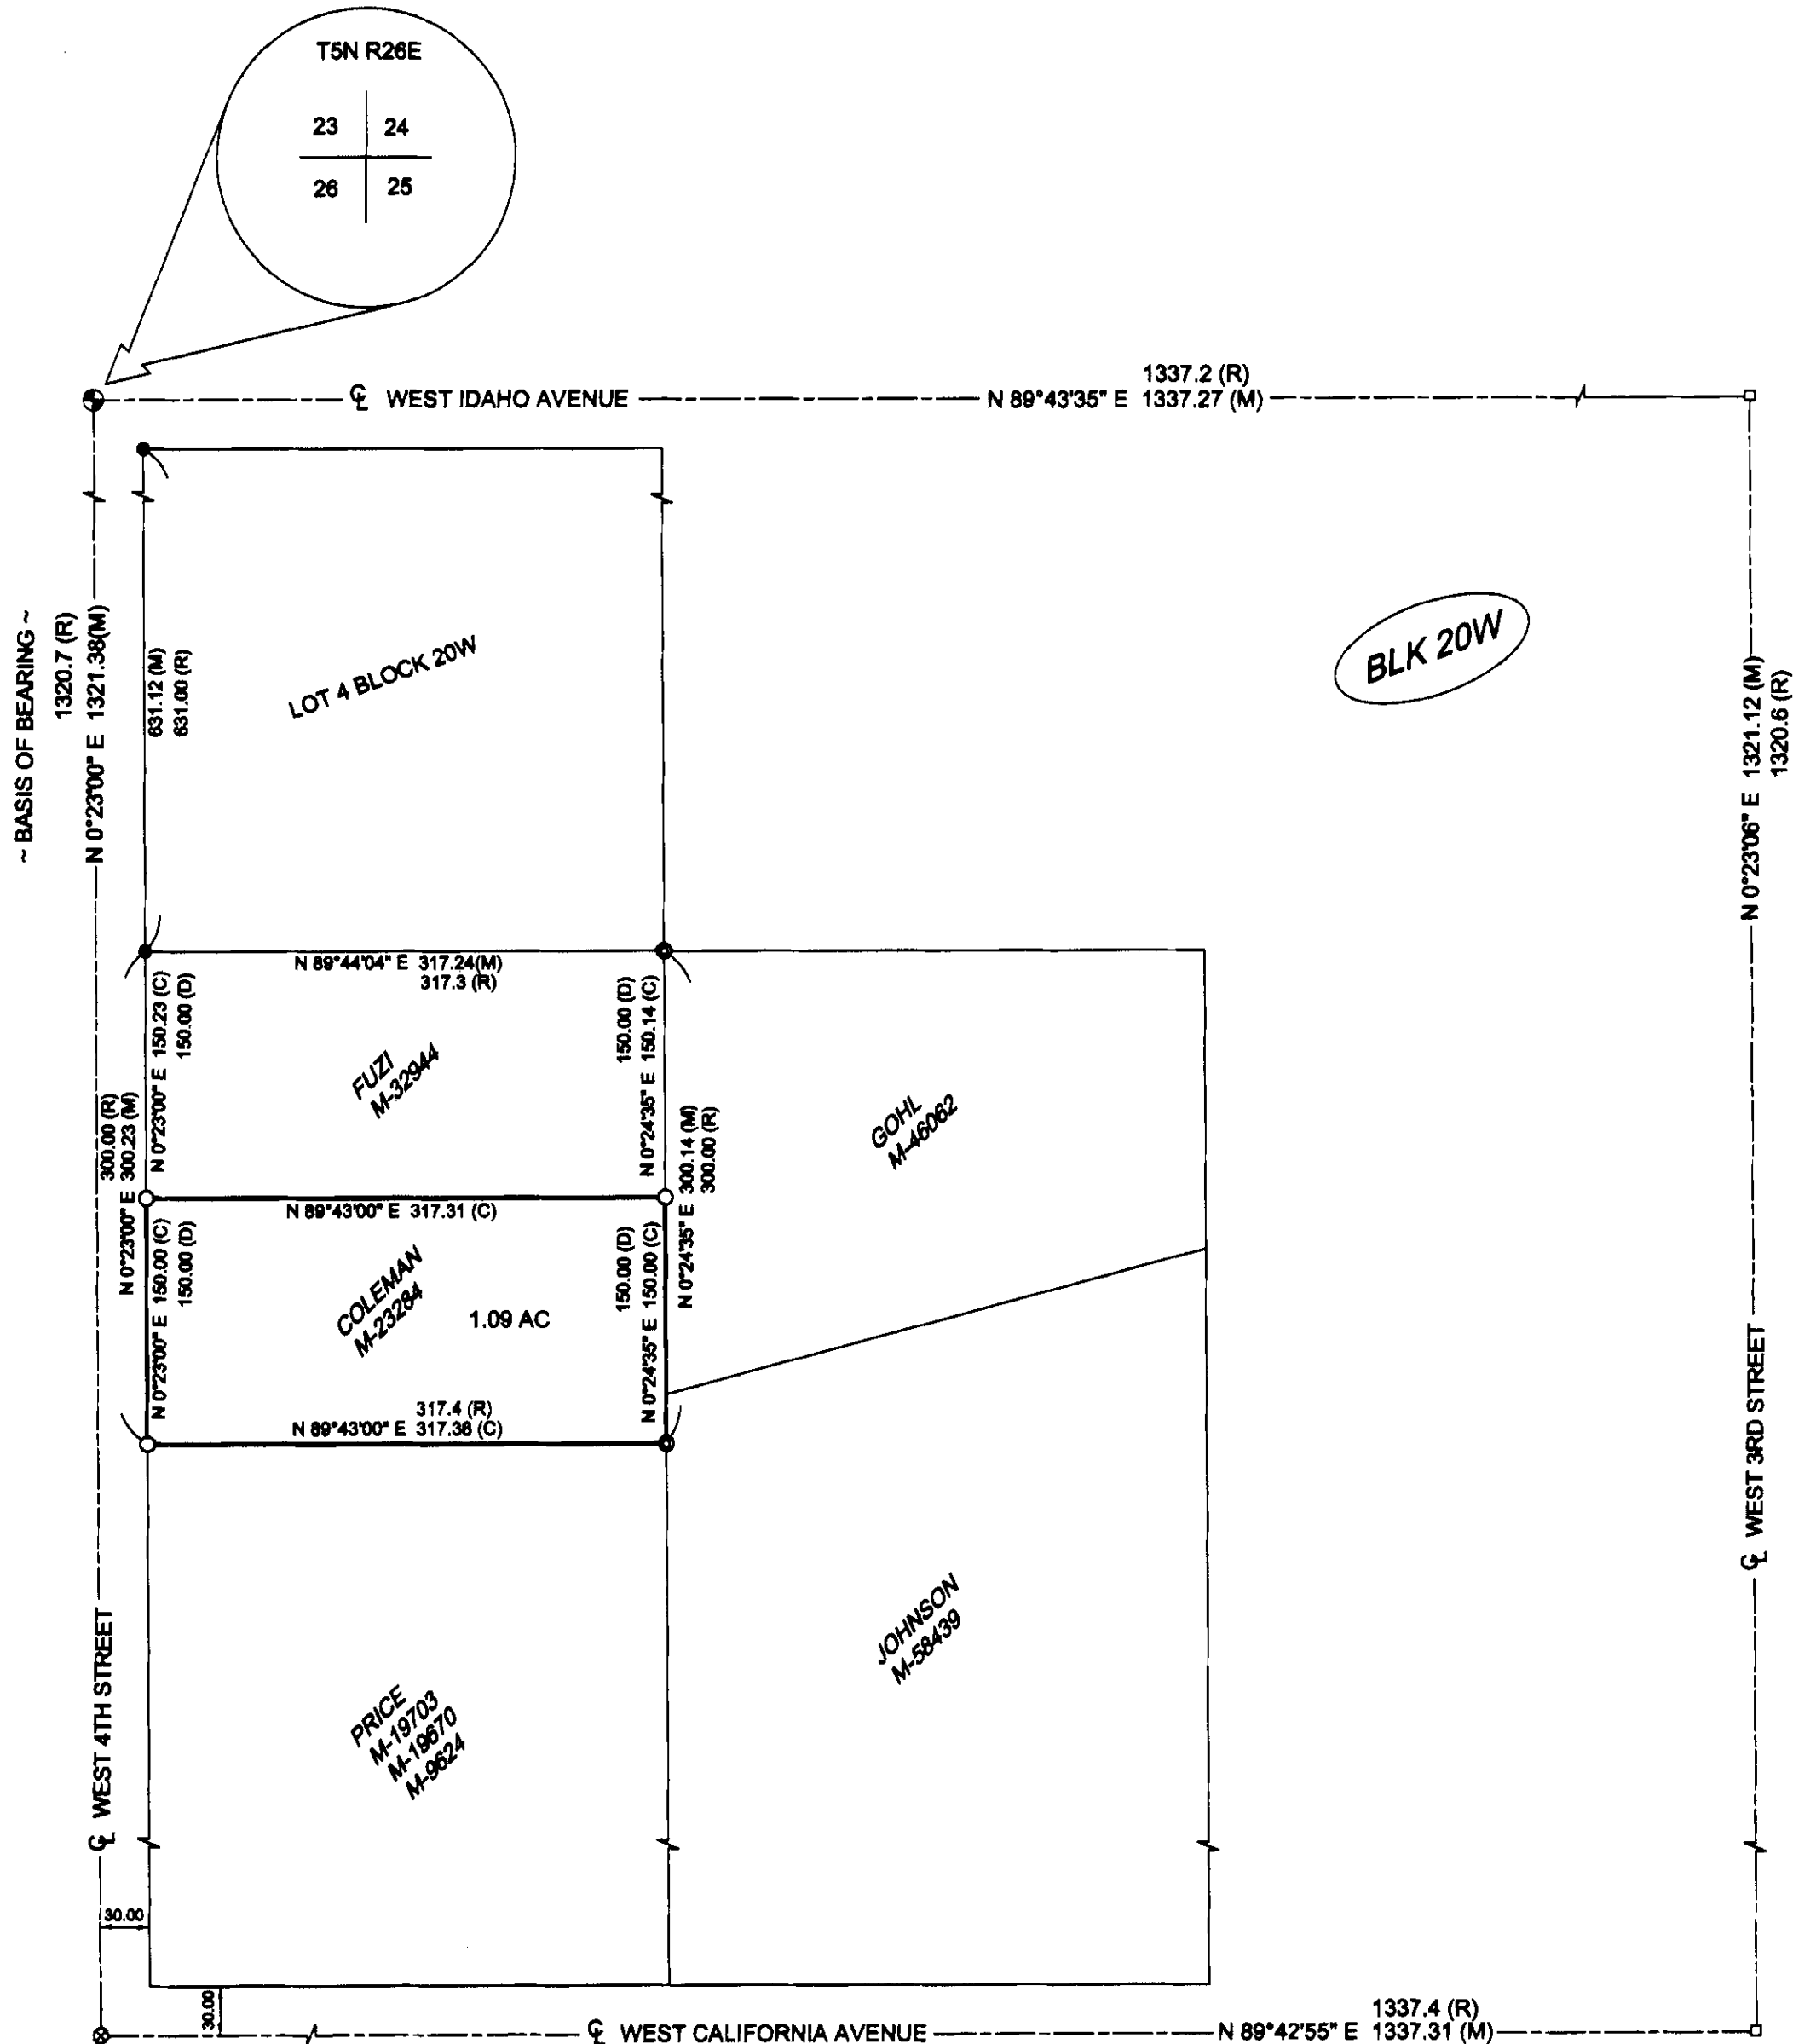 T5N R26E
23 24
26 25
1337.2 (R)
℄ WEST IDAHO AVENUE
N 89°43'35" E 1337.27 (M)
~ BASIS OF BEARING ~
1320.7 (R)
N 0°23'00" E 1321.38(M)
631.12 (M)
631.00 (R)
LOT 4 BLOCK 20W
BLK 20W
N 0°23'06" E 1321.12 (M)
1320.6 (R)
N 89°44'04" E 317.24(M)
317.3 (R)
N 0°23'00" E 150.23 (C)
150.00 (D)
FUZI
M-32944
150.00 (D)
N 0°24'35" E 150.14 (C)
GOHL
M-46062
300.00 (R)
N 0°23'00" E 300.23 (M)
N 0°24'35" E 300.14 (M)
300.00 (R)
N 89°43'00" E 317.31 (C)
N 0°23'00" E 150.00 (C)
150.00 (D)
COLEMAN
M-23284
1.09 AC
150.00 (D)
N 0°24'35" E 150.00 (C)
317.4 (R)
N 89°43'00" E 317.38 (C)
℄ WEST 3RD STREET
℄ WEST 4TH STREET
PRICE
M-19703
M-19670
M-9624
JOHNSON
M-58439
30.00
30.00
1337.4 (R)
℄ WEST CALIFORNIA AVENUE
N 89°42'55" E 1337.31 (M)